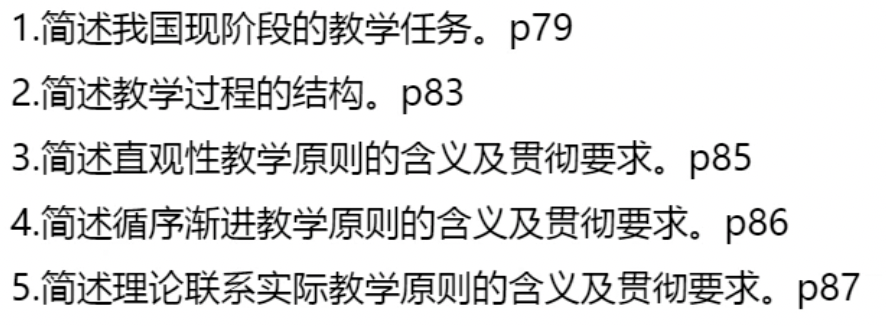 1.简述我国现阶段的教学任务。p79
2.简述教学过程的结构。p83
3.简述直观性教学原则的含义及贯彻要求。p85
4.简述循序渐进教学原则的含义及贯彻要求。p86
5.简述理论联系实际教学原则的含义及贯彻要求。p87